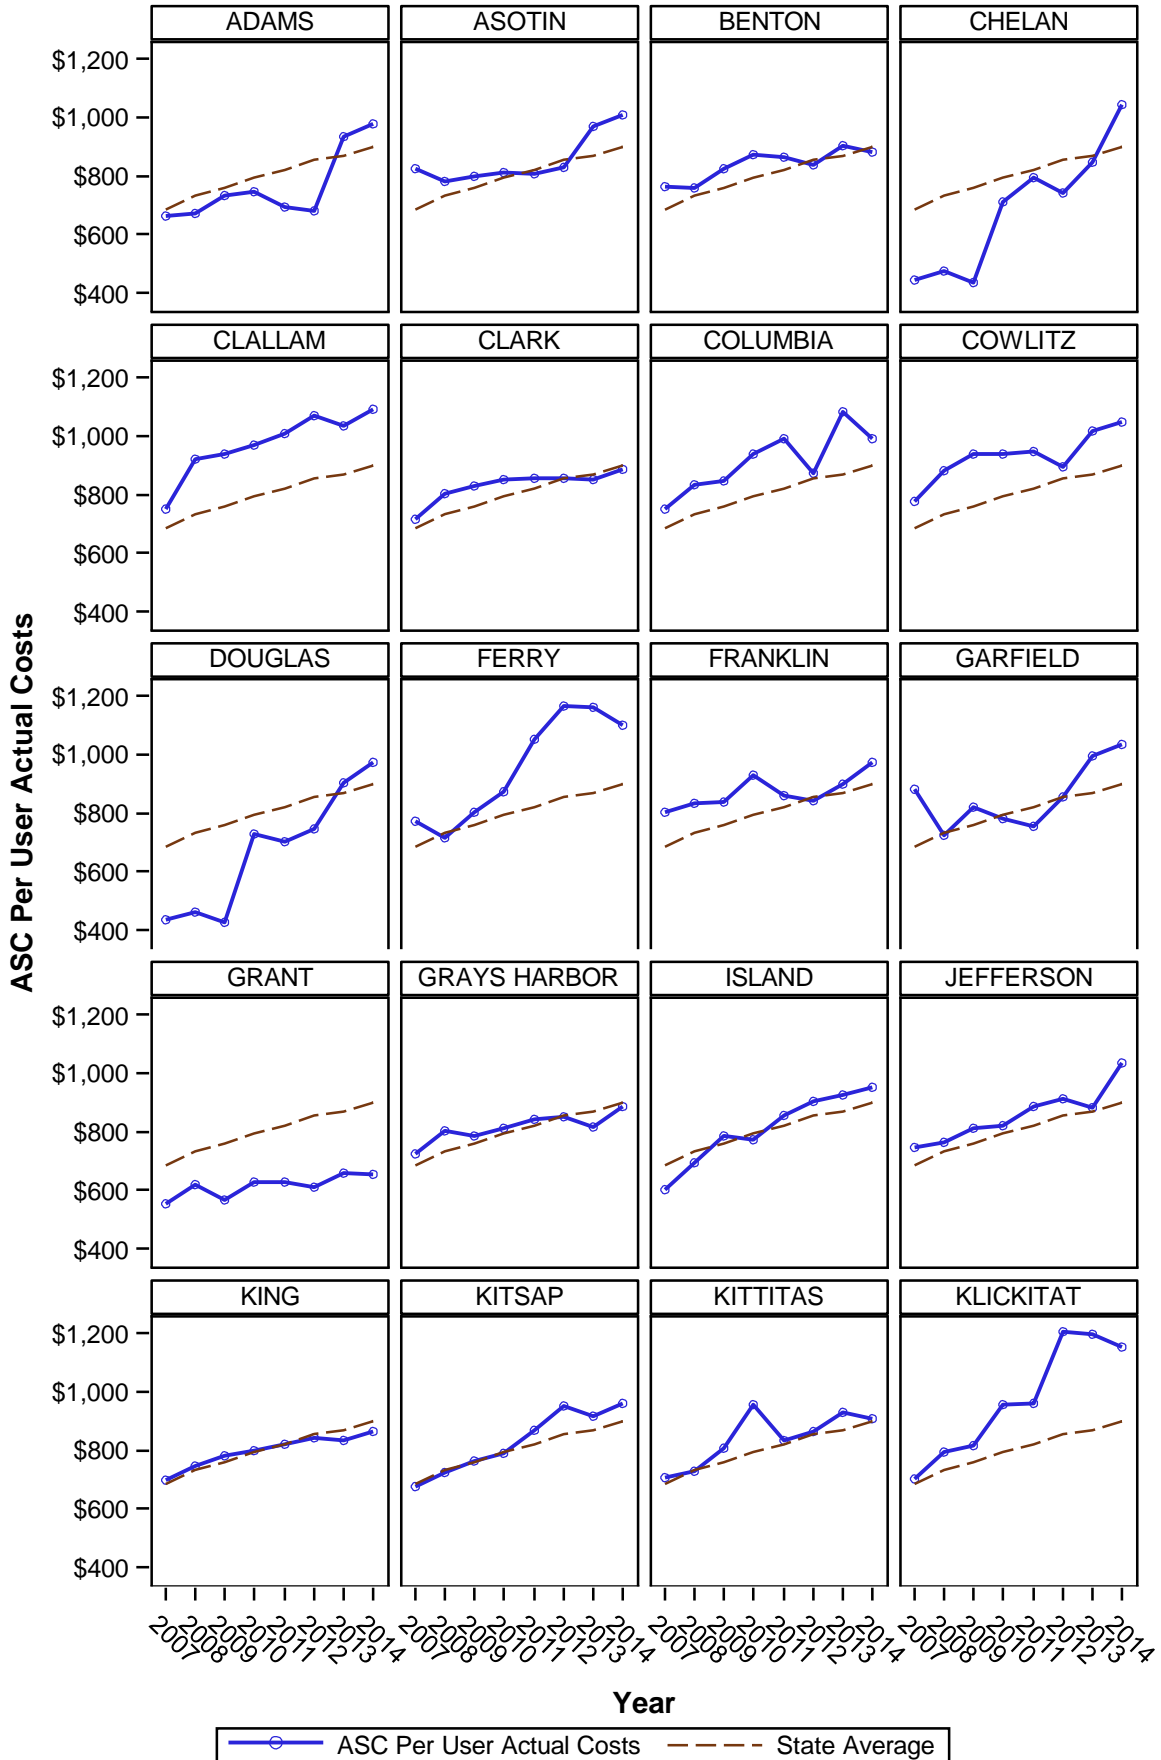 ADAMS ASOTIN BENTON CHELAN
$1,200
$1,000
$800
$600
$400
CLALLAM CLARK COLUMBIA COWLITZ
$1,200
$1,000
$800
$600
$400
ASC Per User Actual Costs
DOUGLAS FERRY FRANKLIN GARFIELD
$1,200
$1,000
$800
$600
$400
GRANT GRAYS HARBOR ISLAND JEFFERSON
$1,200
$1,000
$800
$600
$400
KING KITSAP KITTITAS KLICKITAT
$1,200
$1,000
$800
$600
$400
2007 2008 2009 2010 2011 2012 2013 2014 2007 2008 2009 2010 2011 2012 2013 2014 2007 2008 2009 2010 2011 2012 2013 2014 2007 2008 2009 2010 2011 2012 2013 2014
Year
ASC Per User Actual Costs State Average